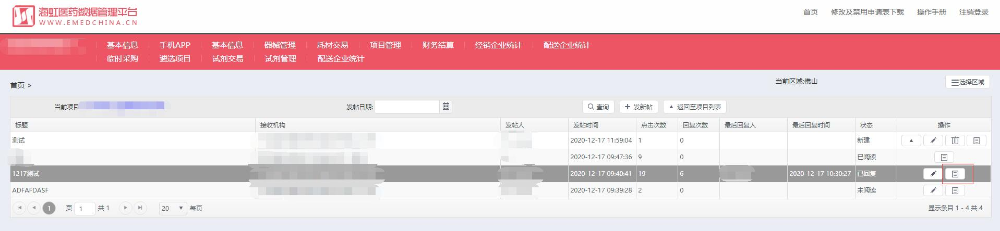 海虹医药数据管理平台
WWW.EMEDCHINA.CN
首页 修改及禁用申请表下载 操作手册 注销登录
基本信息 手机APP 基本信息 器械管理 耗材交易 项目管理 财务结算 经销企业统计 配送企业统计
临时采购 遴选项目 试剂交易 试剂管理 配送企业统计
首页 > 当前区域:佛山 选择区域
当前项目 发帖日期: 查询 发新帖 返回至项目列表
标题 接收机构 发帖人 发帖时间 点击次数 回复次数 最后回复人 最后回复时间 状态 操作
测试 2020-12-17 11:59:04 1 0 新建
2020-12-17 09:47:36 9 0 已阅读
1217测试 2020-12-17 09:40:41 19 6 2020-12-17 10:30:27 已回复
ADFAFDASF 2020-12-17 09:39:28 2 0 未阅读
1 页 1 共 1 20 每页 显示条目 1 - 4 共 4